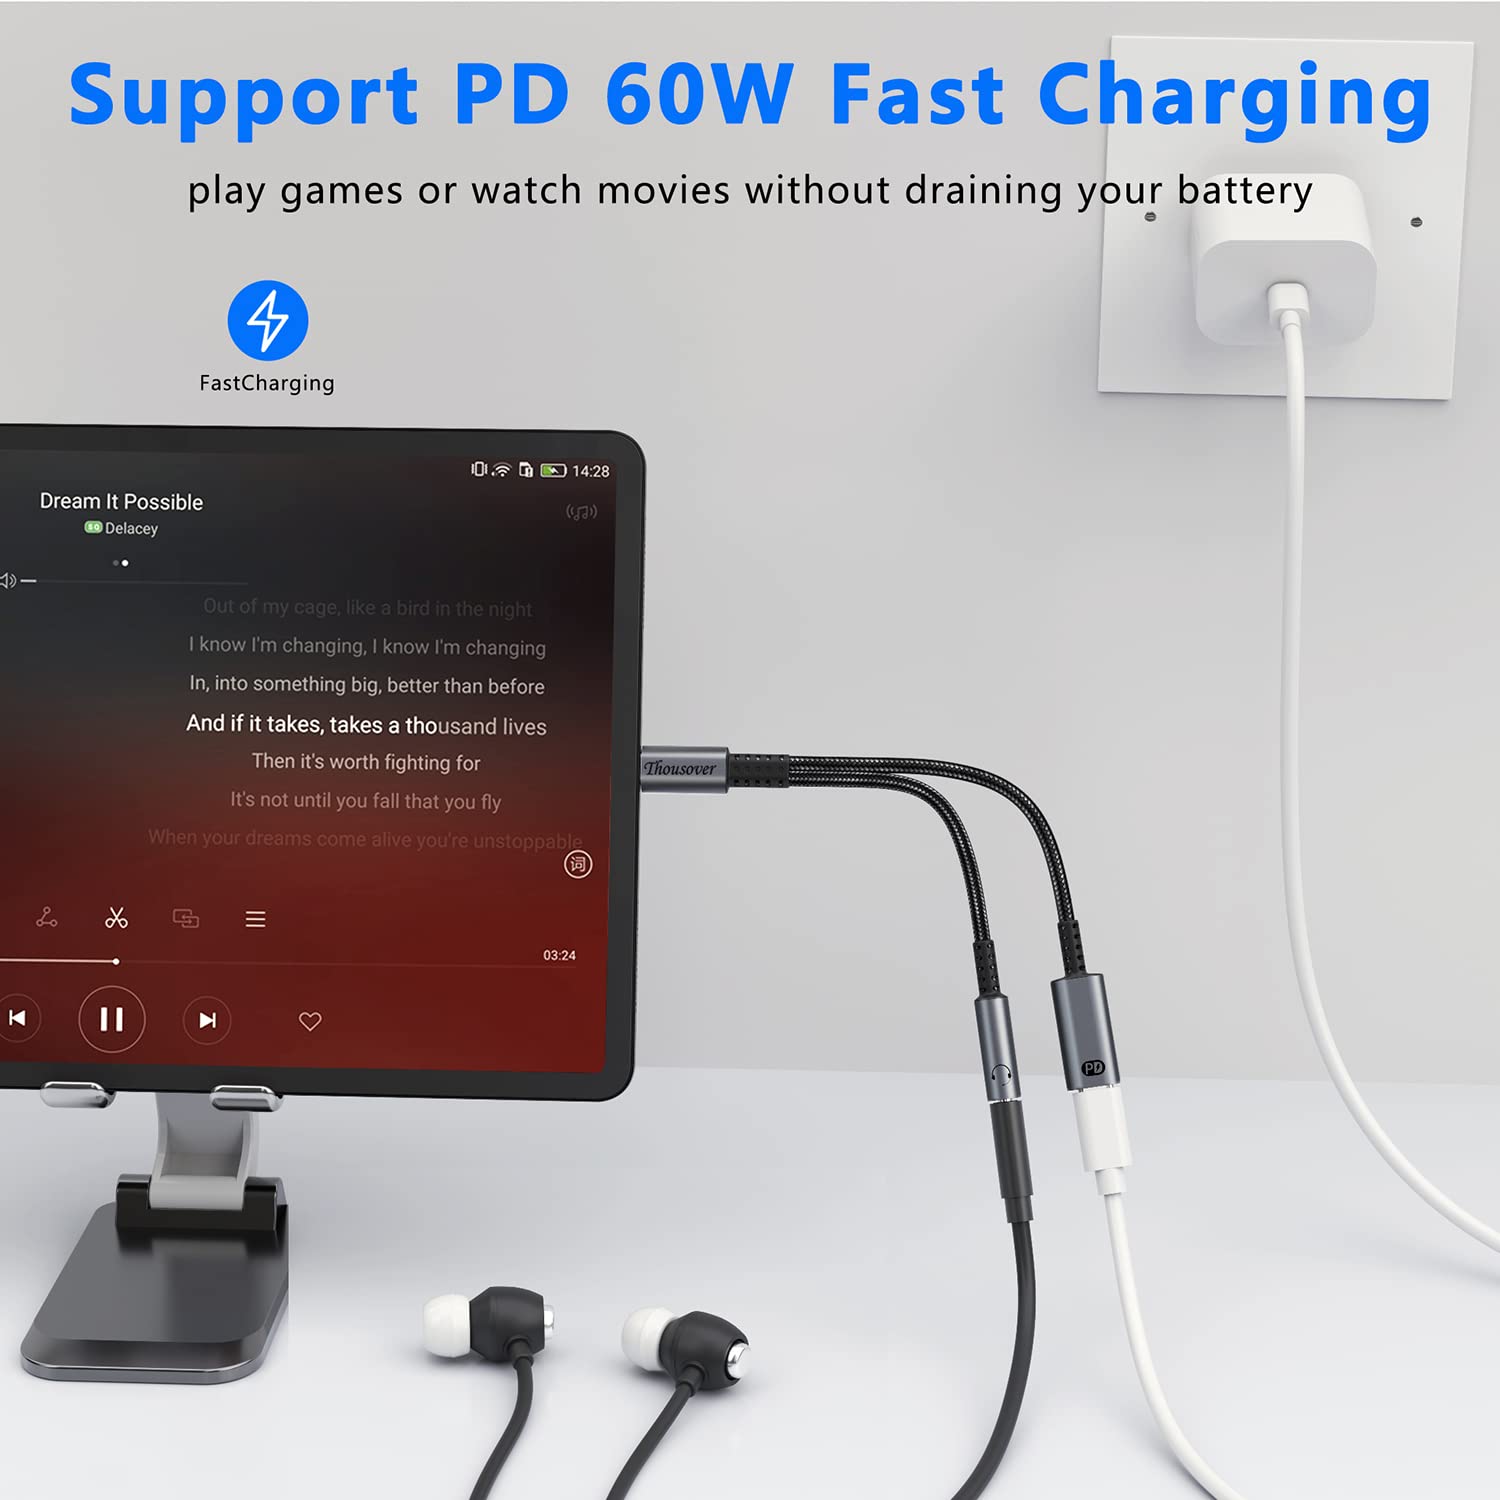 Support PD 60W Fast Charging
play games or watch movies without draining your battery
FastCharging
14:28
Dream It Possible
SQ Delacey
Out of my cage, like a bird in the night
I know I'm changing, I know I'm changing
In, into something big, better than before
And if it takes, takes a thousand lives
Then it's worth fighting for
It's not until you fall that you fly
When your dreams come alive you're unstoppable
词
03:24
Thousover
PD